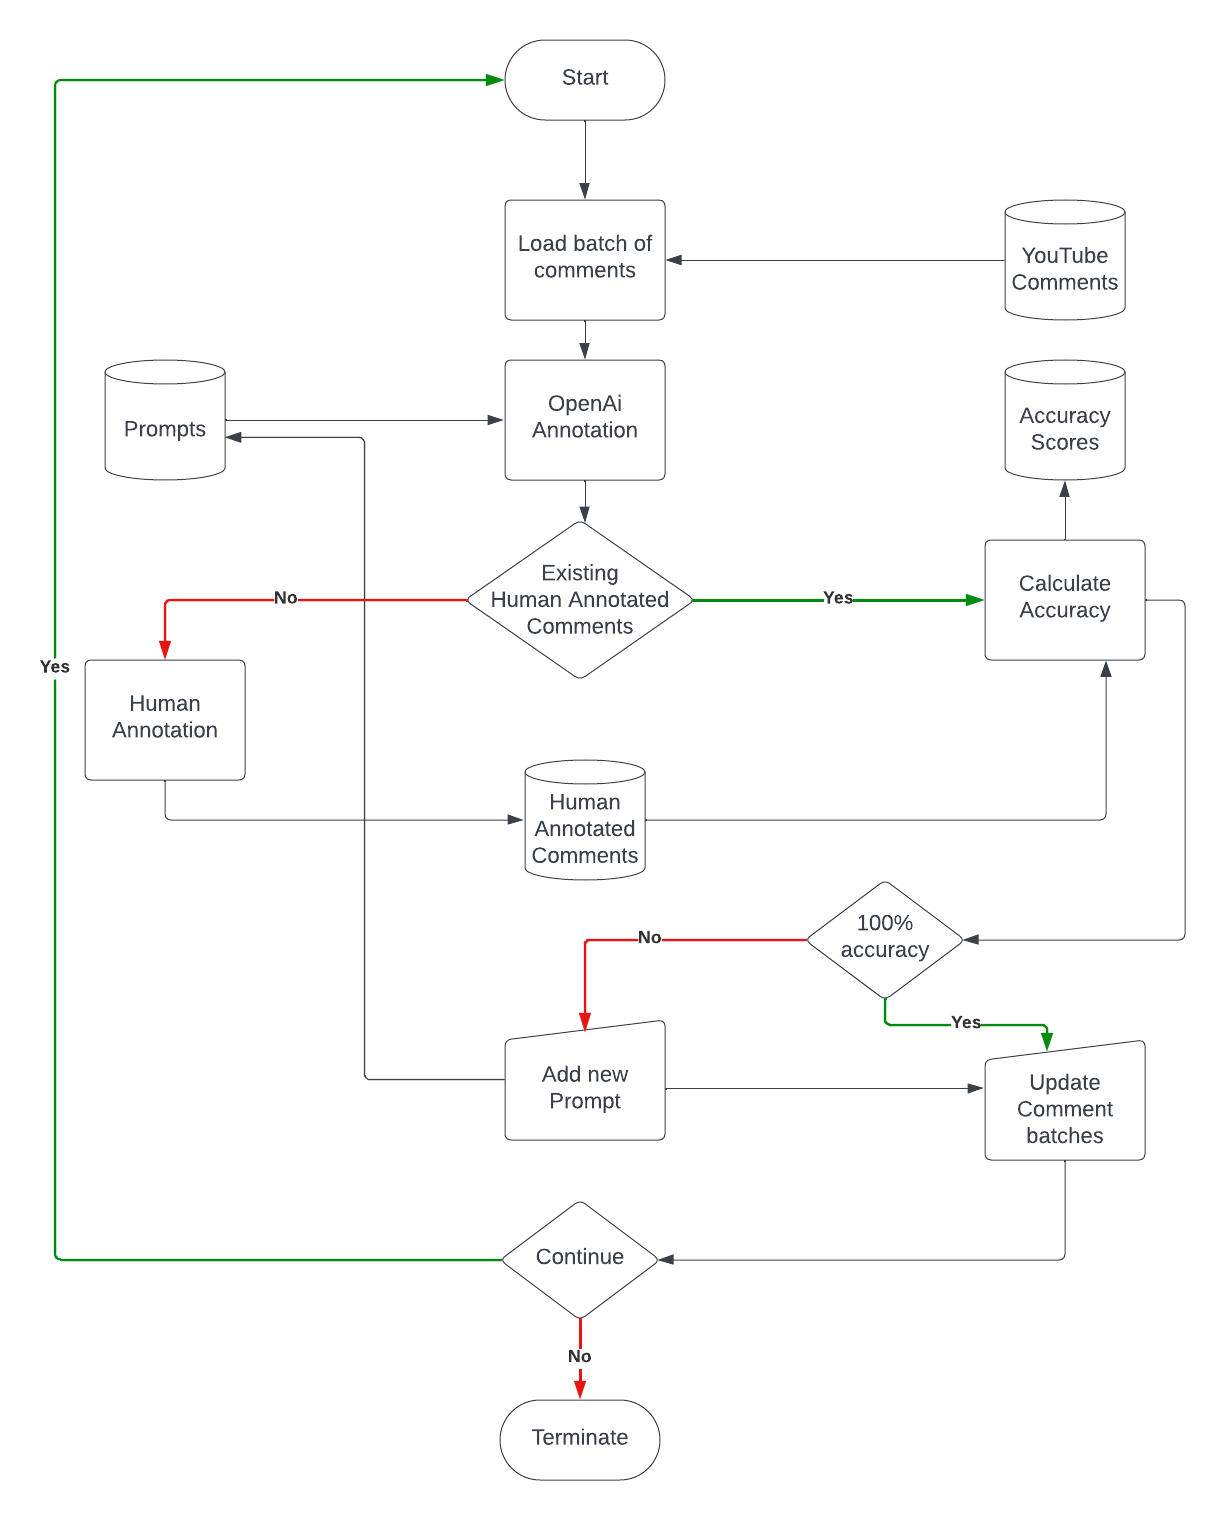 Start
Load batch of
comments
YouTube
Comments
Prompts
OpenAi
Annotation
Accuracy
Scores
Existing
Human Annotated
Comments
No
Yes
Calculate
Accuracy
Yes
Human
Annotation
Human
Annotated
Comments
100%
accuracy
No
Yes
Add new
Prompt
Update
Comment
batches
Continue
No
Terminate